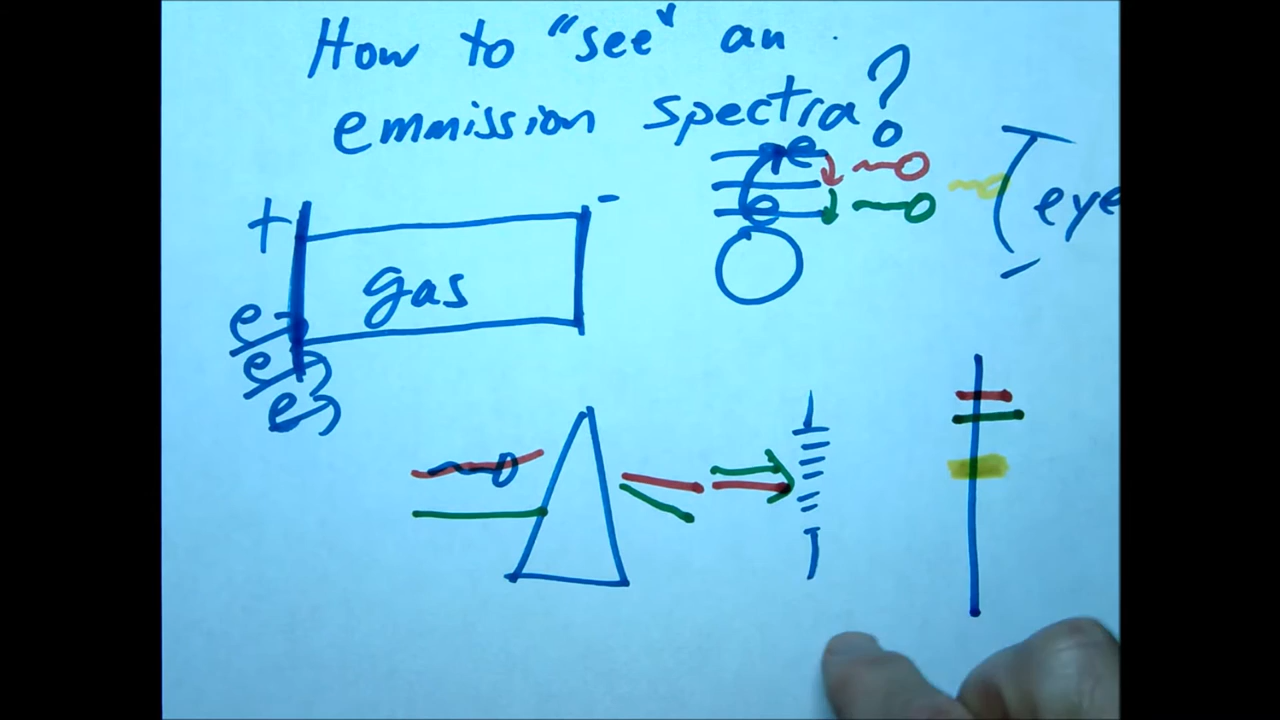 How to "see" an
emmission spectra?
e
e
eye
+
-
gas
e-
e
e